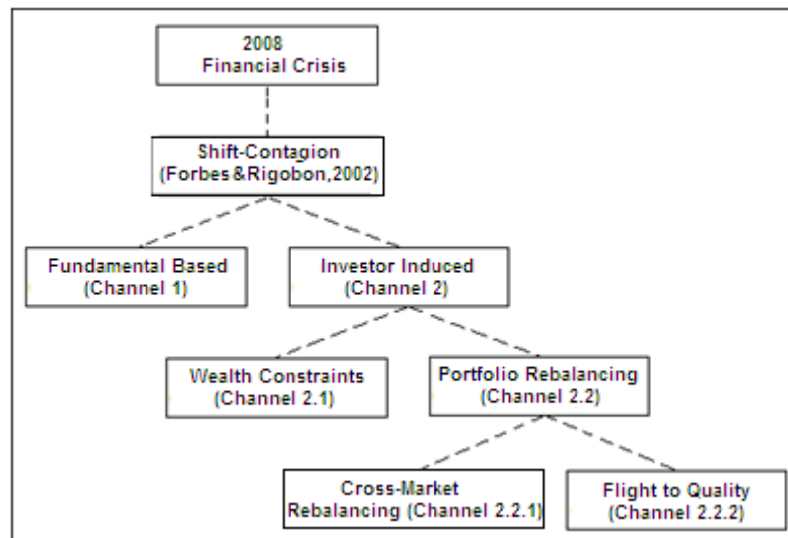 2008
Financial Crisis
Shift-Contagion
(Forbes&Rigobon,2002)
Fundamental Based
(Channel 1)
Investor Induced
(Channel 2)
Wealth Constraints
(Channel 2.1)
Portfolio Rebalancing
(Channel 2.2)
Cross-Market
Rebalancing (Channel 2.2.1)
Flight to Quality
(Channel 2.2.2)